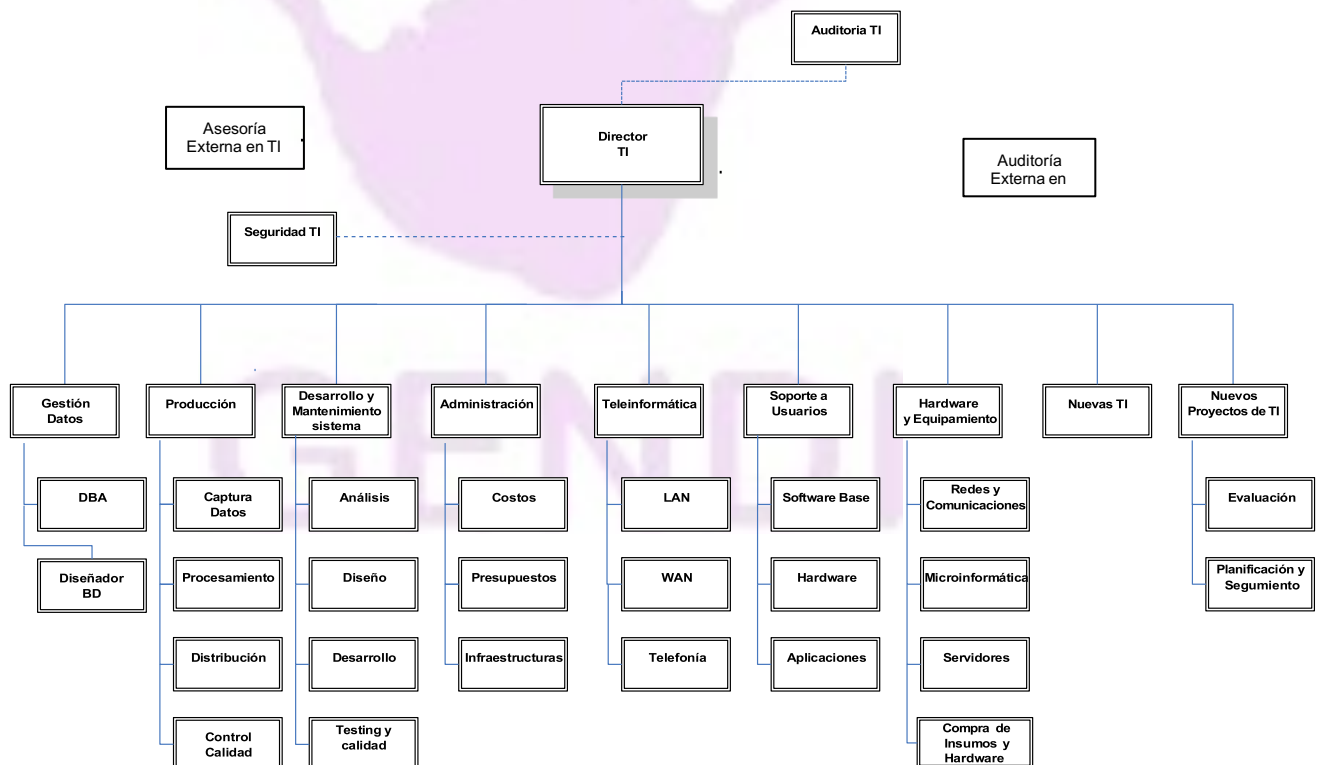 Auditoria TI
Asesoría
Externa en TI
Director
TI
Auditoría
Externa en
Seguridad TI
Gestión
Datos
Producción
Desarrollo y
Mantenimiento
sistema
Administración
Teleinformática
Soporte a
Usuarios
Hardware
y Equipamiento
Nuevas TI
Nuevos
Proyectos de TI
GENDI
DBA
Captura
Datos
Análisis
Costos
LAN
Software Base
Redes y
Comunicaciones
Evaluación
Diseñador
BD
Procesamiento
Diseño
Presupuestos
WAN
Hardware
Microinformática
Planificación y
Segumiento
Distribución
Desarrollo
Infraestructuras
Telefonía
Aplicaciones
Servidores
Control
Calidad
Testing y
calidad
Compra de
Insumos y
Hardware